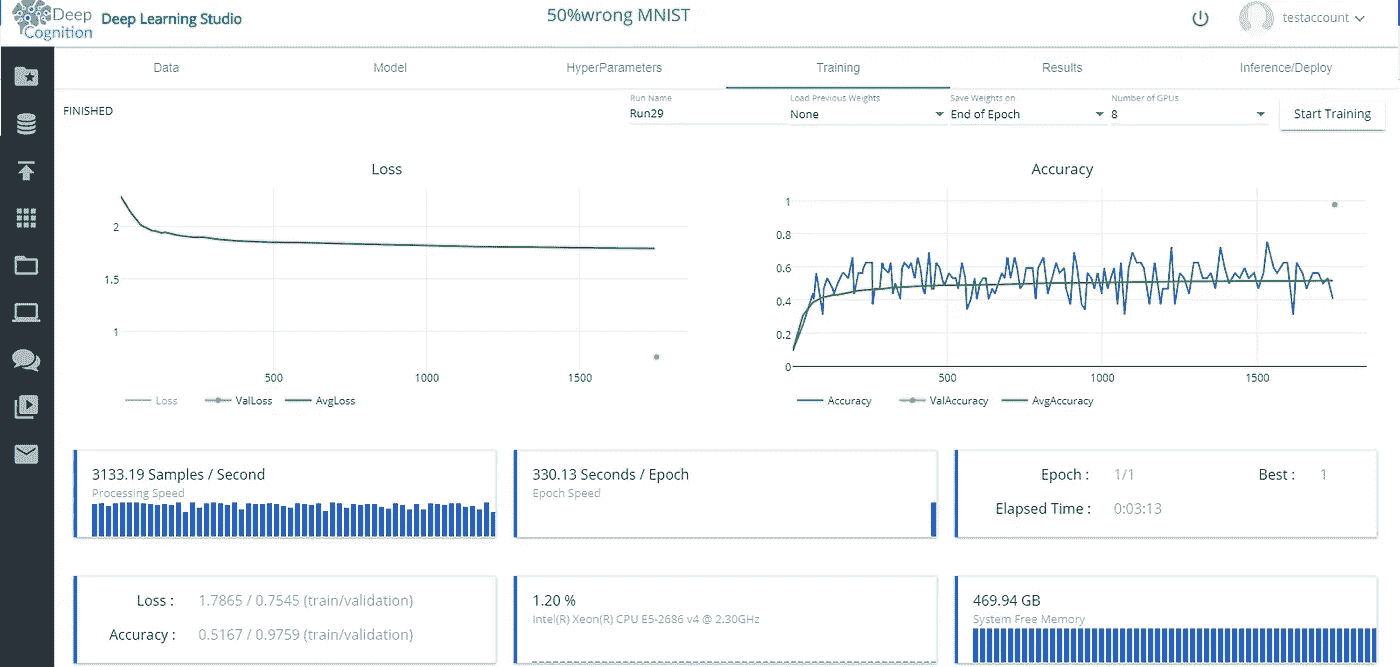 Deep Cognition
Deep Learning Studio
50%wrong MNIST
testaccount
Data Model HyperParameters Training Results Inference/Deploy
FINISHED
Run Name
Run29
Load Previous Weights
None
Save Weights on
End of Epoch
Number of GPUs
8
Start Training
Loss
2
1.5
1
500 1000 1500
Loss ValLoss AvgLoss
Accuracy
1
0.8
0.6
0.4
0.2
0
500 1000 1500
Accuracy ValAccuracy AvgAccuracy
3133.19 Samples / Second
Processing Speed
330.13 Seconds / Epoch
Epoch Speed
Epoch : 1/1 Best : 1
Elapsed Time : 0:03:13
Loss : 1.7865 / 0.7545 (train/validation)
Accuracy : 0.5167 / 0.9759 (train/validation)
1.20 %
Intel(R) Xeon(R) CPU E5-2686 v4 @ 2.30GHz
469.94 GB
System Free Memory